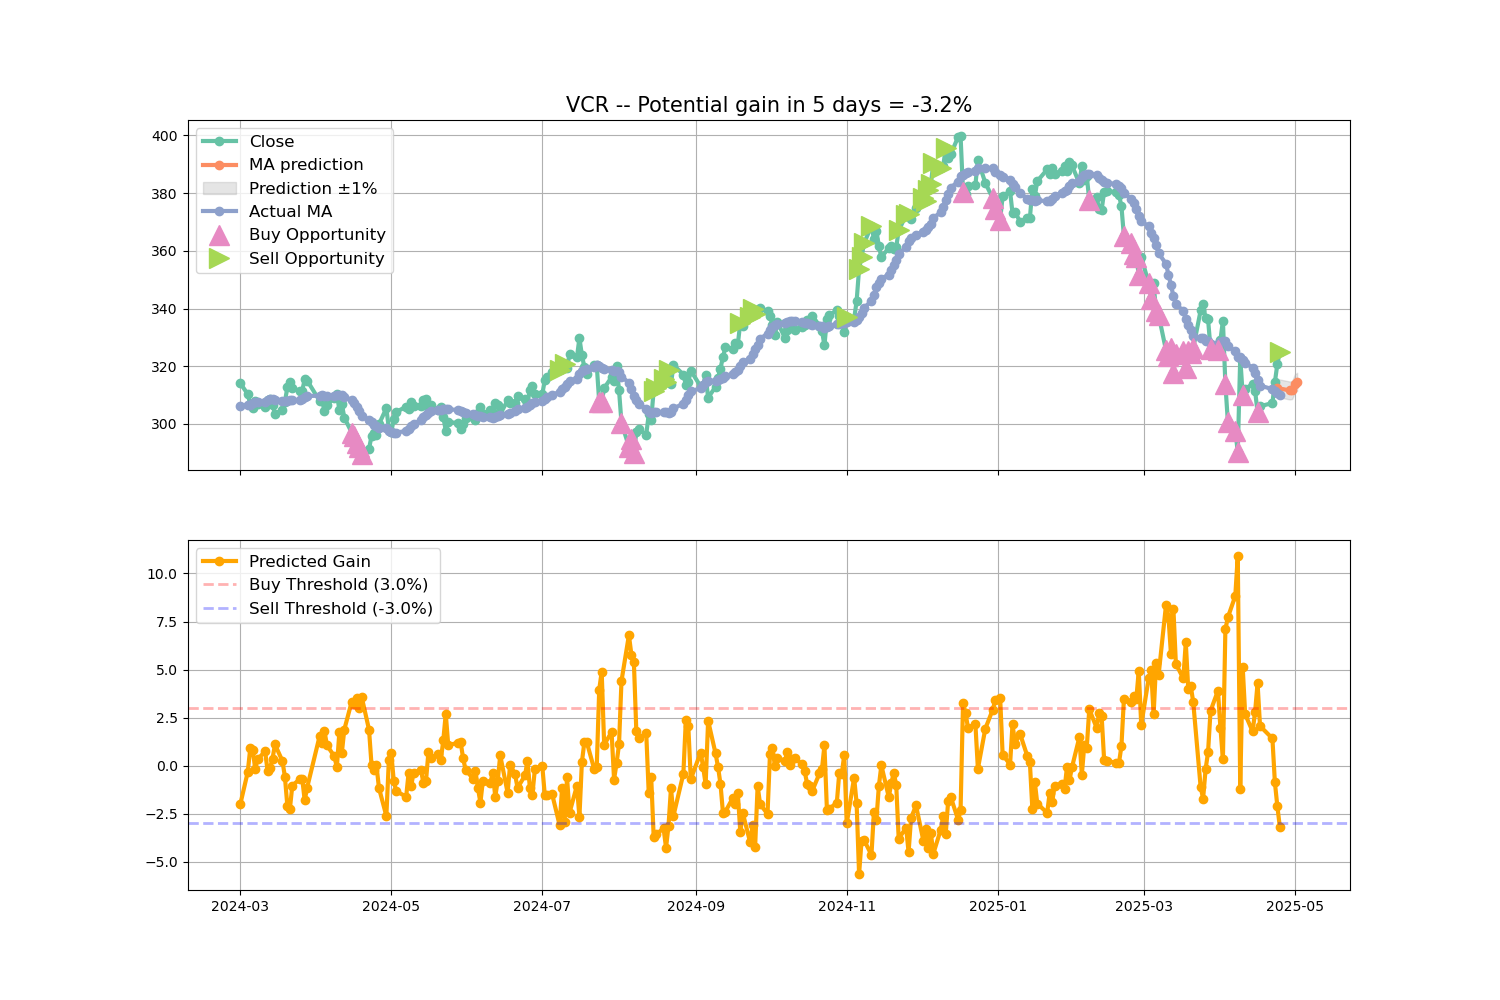 VCR -- Potential gain in 5 days = -3.2%
400
380
360
340
320
300
Close
MA prediction
Prediction ±1%
Actual MA
Buy Opportunity
Sell Opportunity
10.0
7.5
5.0
2.5
0.0
−2.5
−5.0
Predicted Gain
Buy Threshold (3.0%)
Sell Threshold (-3.0%)
2024-03
2024-05
2024-07
2024-09
2024-11
2025-01
2025-03
2025-05